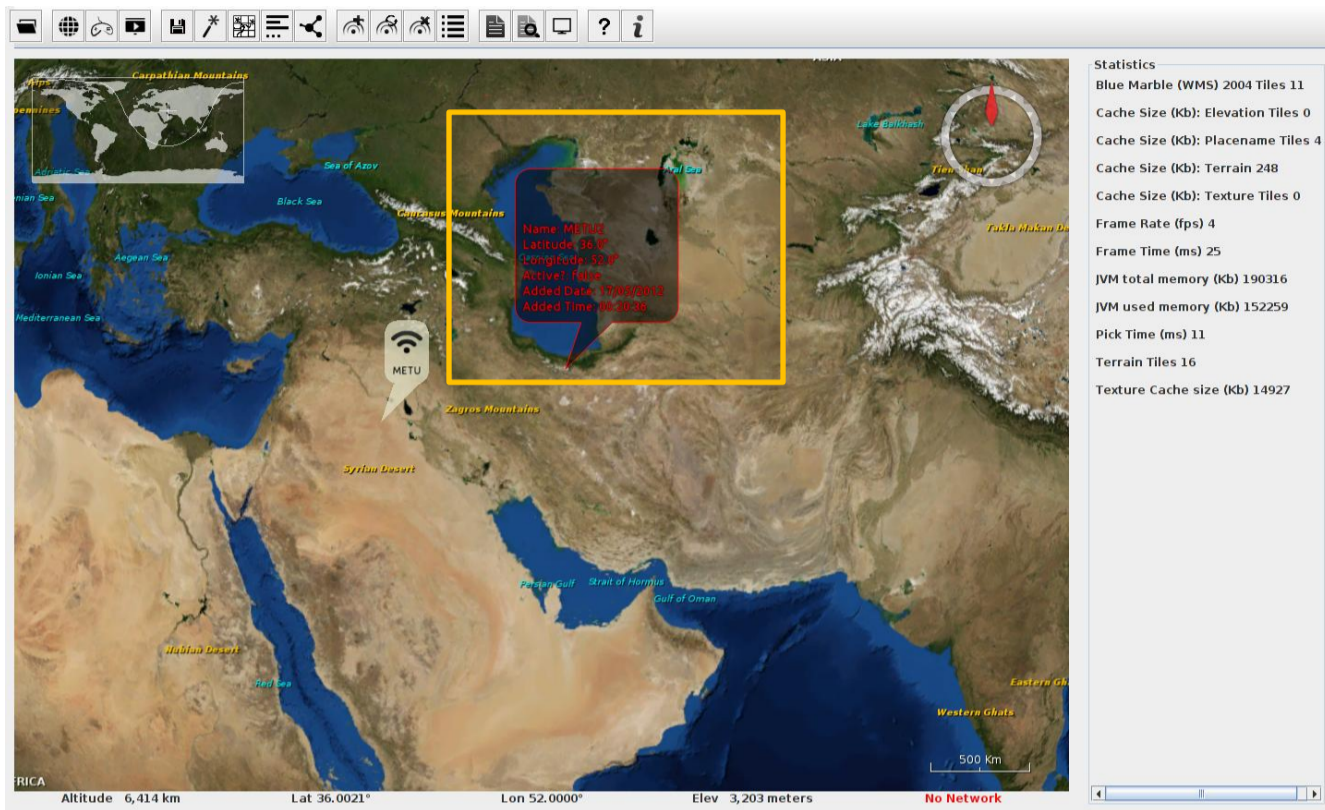 ASIA
Carpathian Mountains
Alps
Lake Balkhash
Sea of Azov
Aral Sea
Tien Shan
Adriatic Sea
Black Sea
Caucasus Mountains
Takla Makan De
Name: METU2
Latitude: 36.0°
Longitude: 52.0°
Active?: False
Added Date: 17/05/2012
Aegean Sea
Ionian Sea
Mediterranean Sea
METU
Zagros Mountains
Syrian Desert
Persian Gulf
Strait of Hormus
Gulf of Oman
Nubian Desert
Red Sea
Eastern Gh
Western Ghats
500 Km
FRICA
Altitude 6,414 km
Lat 36.0021°
Lon 52.0000°
Elev 3,203 meters
No Network
Statistics
Blue Marble (WMS) 2004 Tiles 11
Cache Size (Kb): Elevation Tiles 0
Cache Size (Kb): Placename Tiles 4
Cache Size (Kb): Terrain 248
Cache Size (Kb): Texture Tiles 0
Frame Rate (fps) 4
Frame Time (ms) 25
JVM total memory (Kb) 190316
JVM used memory (Kb) 152259
Pick Time (ms) 11
Terrain Tiles 16
Texture Cache size (Kb) 14927